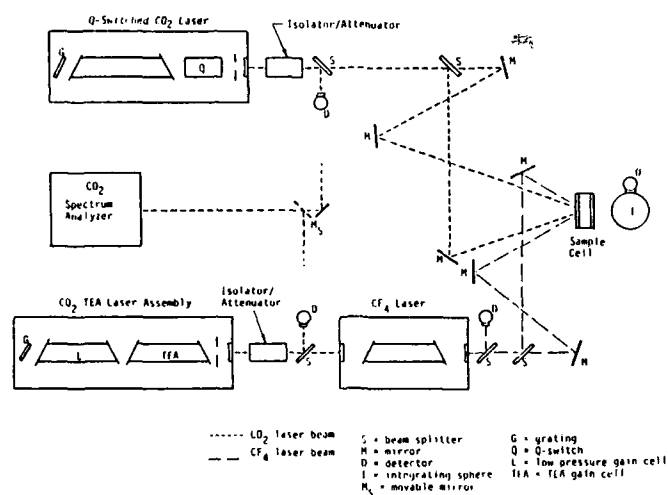 Q-Switched CO2 Laser
Isolator/Attenuator
G
Q
S
S
M
D
M
CO2
Spectrum
Analyzer
MS
M
D
I
Sample
Cell
M
M
Isolator/
Attenuator
CO2 TEA Laser Assembly
D
CF4 Laser
D
G
L
TEA
S
S
S
M
LO2 laser beam
CF4 laser beam
S = beam splitter
M = mirror
D = detector
I = intgrating sphere
MS = movable mirror
G = grating
Q = Q-switch
L = low pressure gain cell
TEA = TEA gain cell